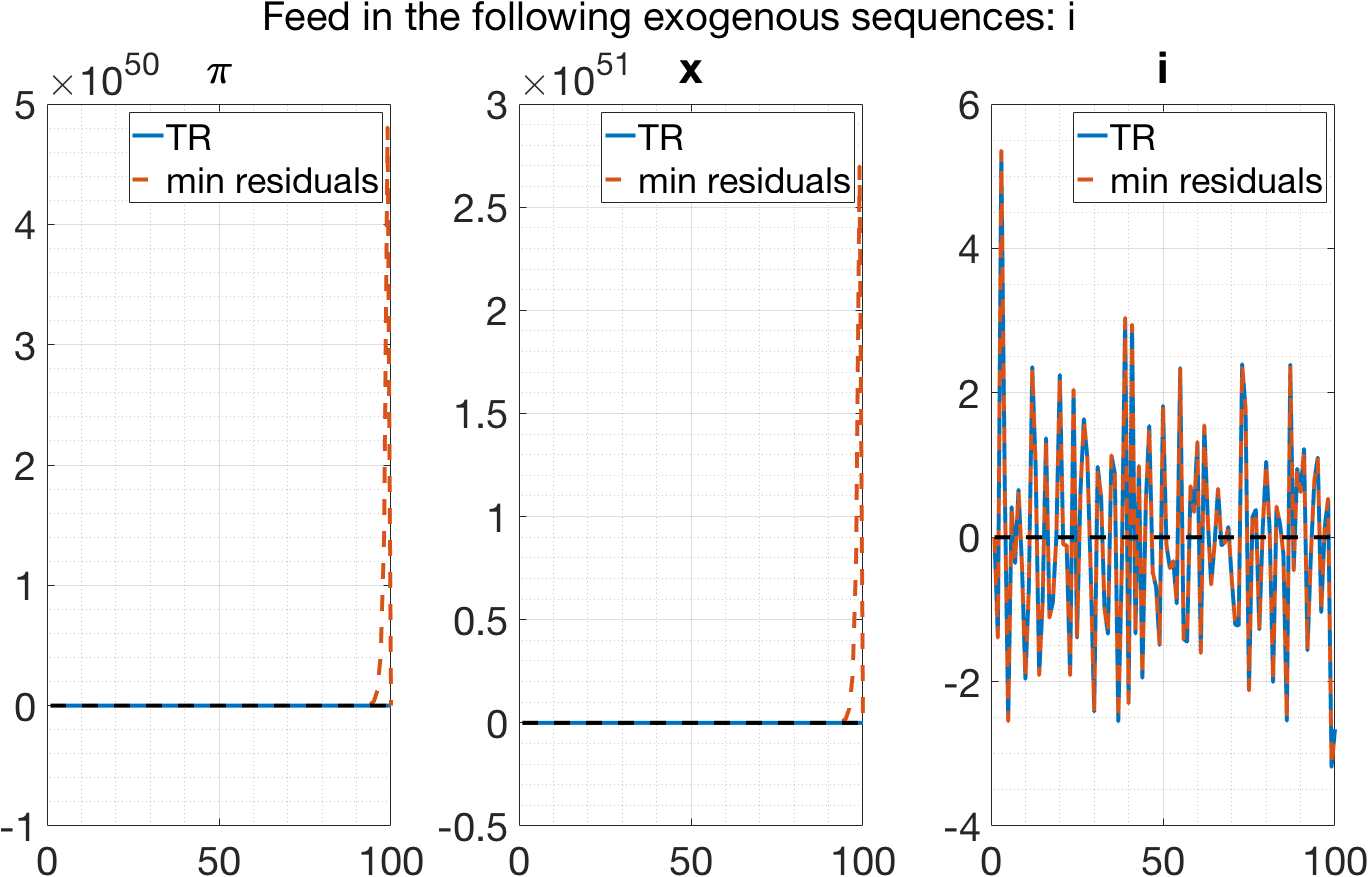 Feed in the following exogenous sequences: i
×10^50 π
5
4
3
2
1
0
-1
0 50 100
TR
min residuals
×10^51 x
3
2.5
2
1.5
1
0.5
0
-0.5
0 50 100
TR
min residuals
i
6
4
2
0
-2
-4
0 50 100
TR
min residuals